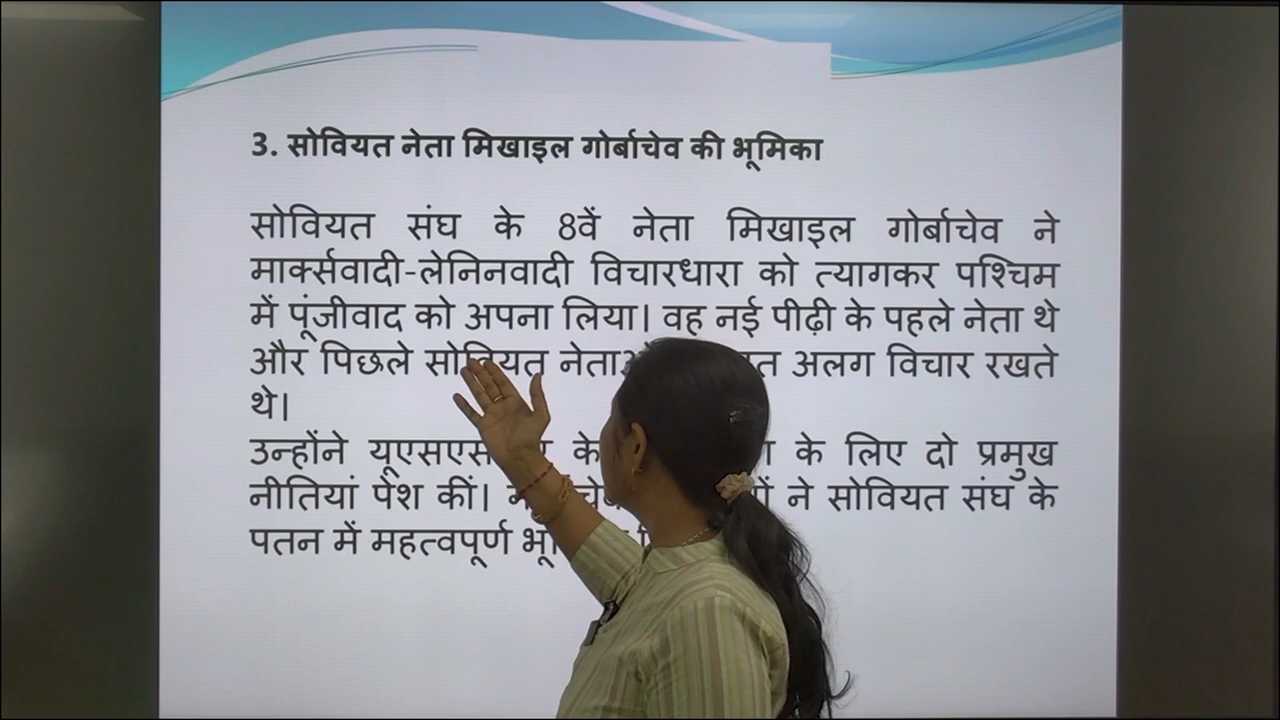 3. सोवियत नेता मिखाइल गोर्बाचेव की भूमिका
सोवियत संघ के 8वें नेता मिखाइल गोर्बाचेव ने
मार्क्सवादी-लेनिनवादी विचारधारा को त्यागकर पश्चिम
में पूंजीवाद को अपना लिया। वह नई पीढ़ी के पहले नेता थे
और पिछले सोवियत अलग विचार रखते
थे।
उन्होंने के के लिए दो प्रमुख
नीतियां पेश कीं। ने सोवियत संघ के
पतन में महत्वपूर्ण